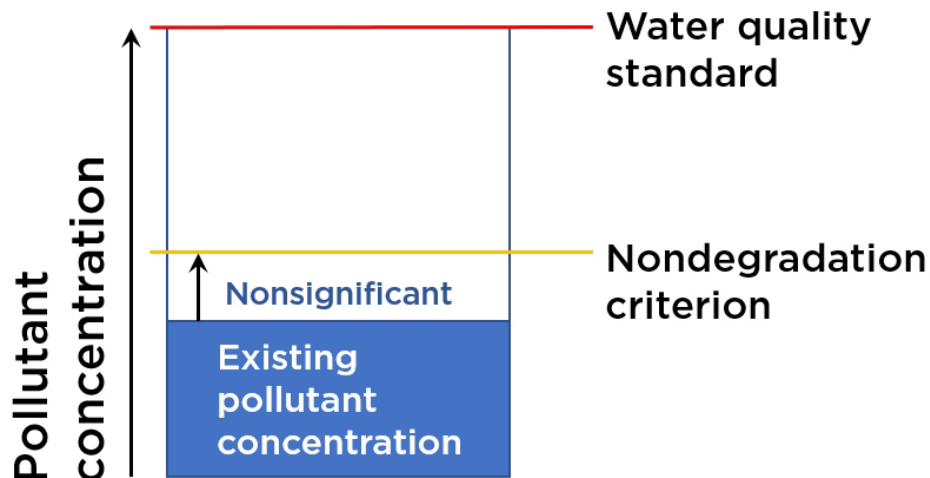 Water quality
standard
Nondegradation
criterion
Nonsignificant
Existing
pollutant
concentration
Pollutant
concentration